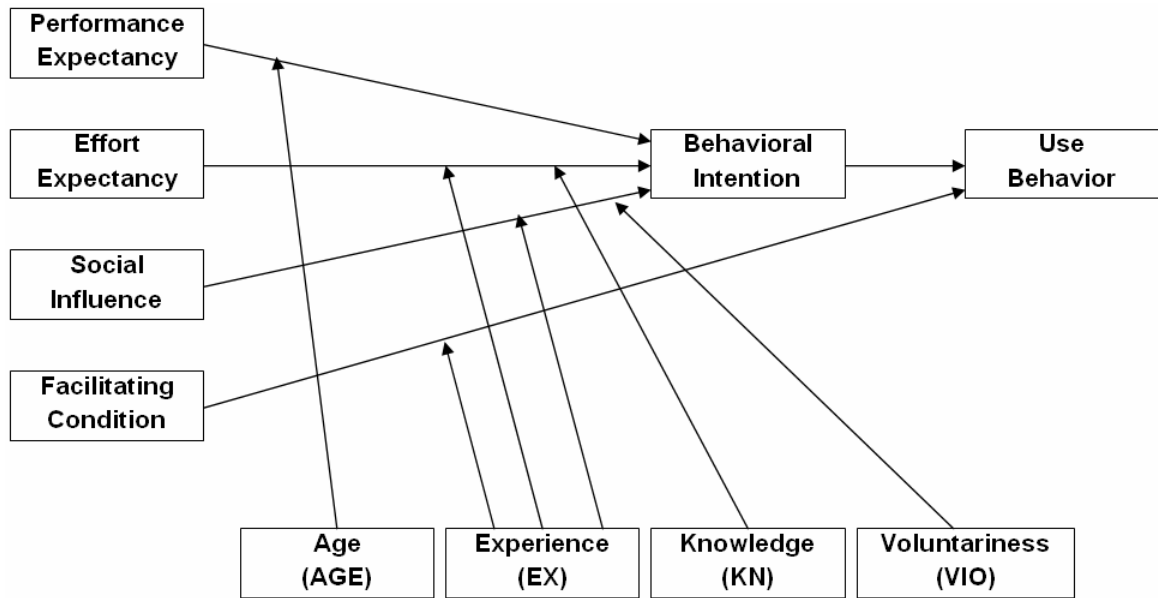 Performance
Expectancy
Effort
Expectancy
Behavioral
Intention
Use
Behavior
Social
Influence
Facilitating
Condition
Age
(AGE)
Experience
(EX)
Knowledge
(KN)
Voluntariness
(VIO)